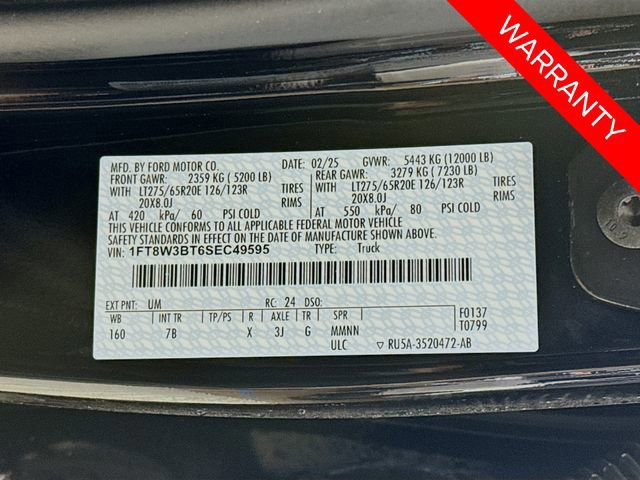 WARRANTY
MFD. BY FORD MOTOR CO. DATE: 02/25 GVWR: 5443 KG (12000 LB)
FRONT GAWR: 2359 KG ( 5200 LB) REAR GAWR: 3279 KG ( 7230 LB)
WITH LT275/65R20E 126/123R TIRES WITH LT275/65R20E 126/123R TIRES
20X8.0J RIMS 20X8.0J RIMS
AT 420 kPa/ 60 PSI COLD AT 550 kPa/ 80 PSI COLD
THIS VEHICLE CONFORMS TO ALL APPLICABLE FEDERAL MOTOR VEHICLE
SAFETY STANDARDS IN EFFECT ON THE DATE OF MANUFACTURE SHOWN ABOVE.
VIN: 1FT8W3BT6SEC49595 TYPE: Truck
EXT PNT: UM RC: 24 DSO:
WB INT TR TP/PS R AXLE TR SPR F0137
160 7B X 3J G MMNN T0799
ULC ▽ RU5A-3520472-AB